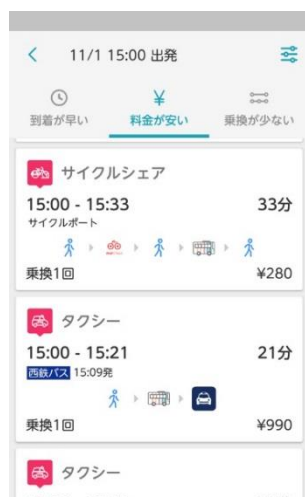 11/1 15:00 出発
到着が早い
料金が安い
乗換が少ない
サイクルシェア
15:00 - 15:33
33分
サイクルポート
乗換1回
¥280
タクシー
15:00 - 15:21
21分
西鉄バス 15:09発
乗換1回
¥990
タクシー